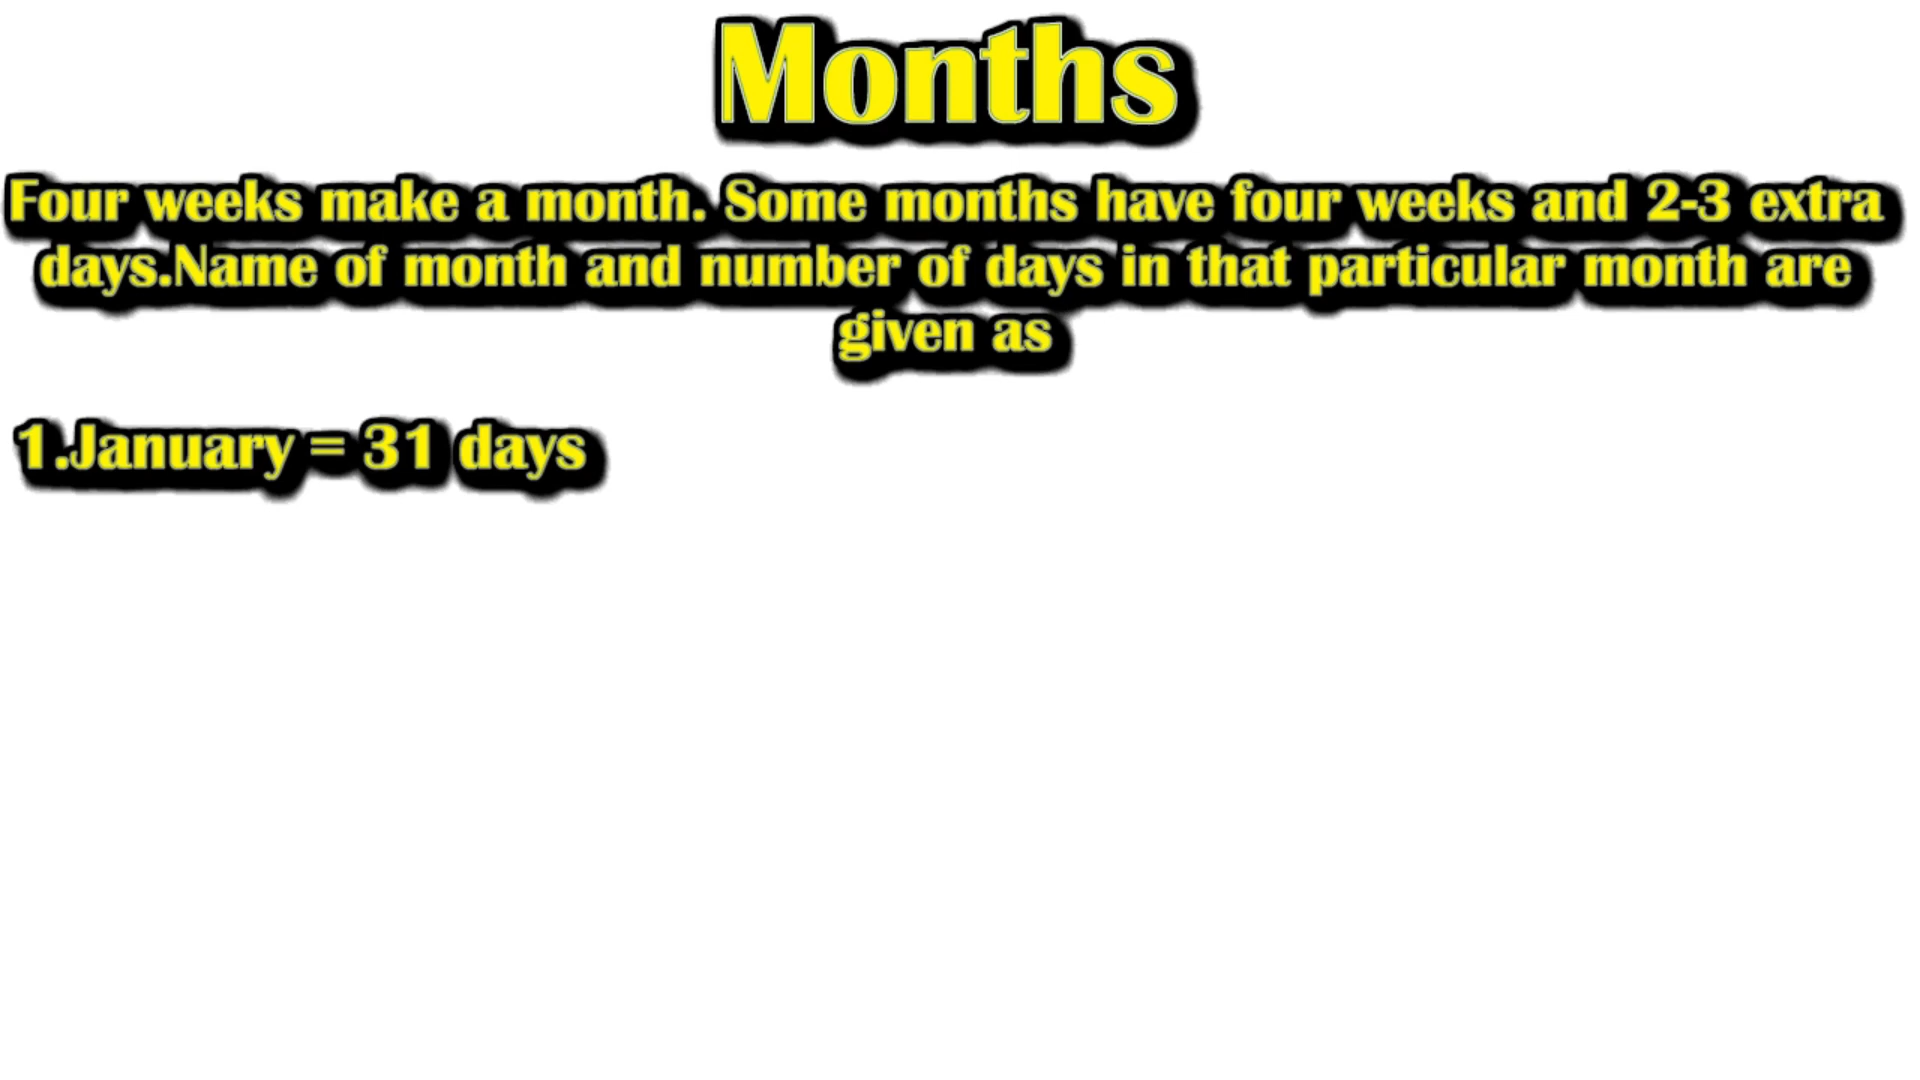 Months
Four weeks make a month. Some months have four weeks and 2-3 extra
days.Name of month and number of days in that particular month are
given as
1.January = 31 days